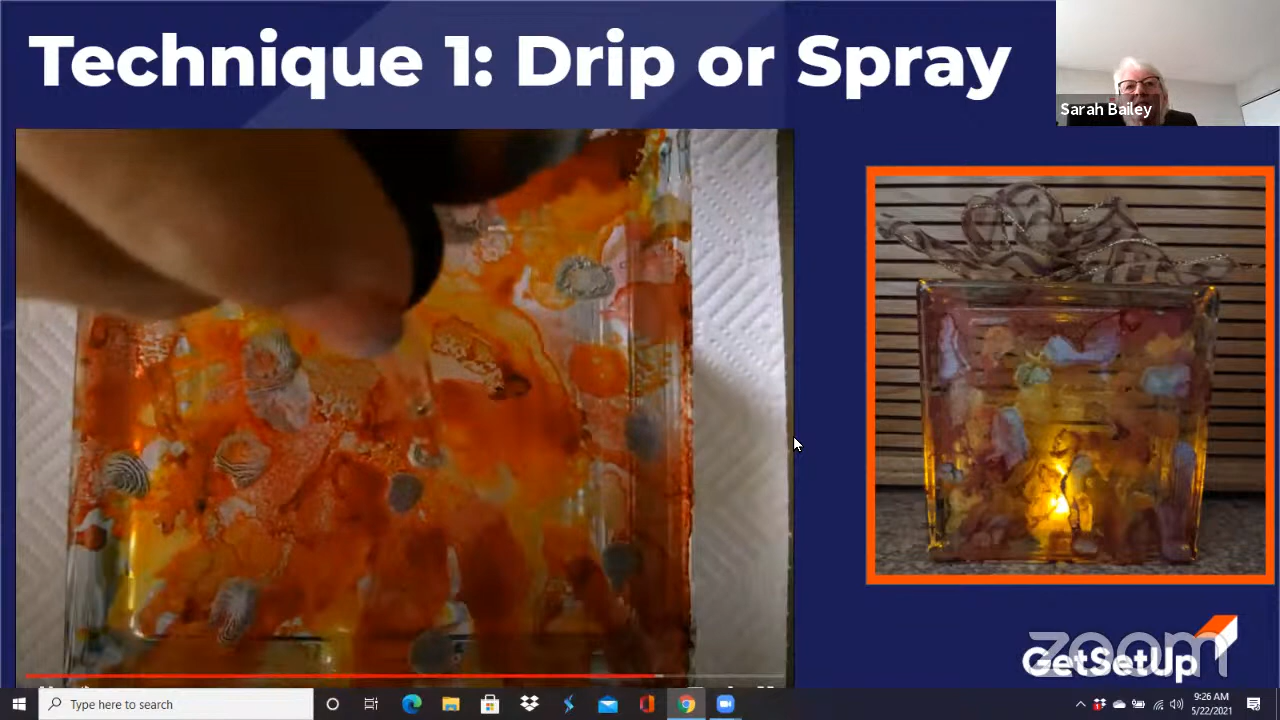 Technique 1: Drip or Spray
Sarah Bailey
zoom
GetSetUp
Type here to search
9:26 AM
5/22/2021